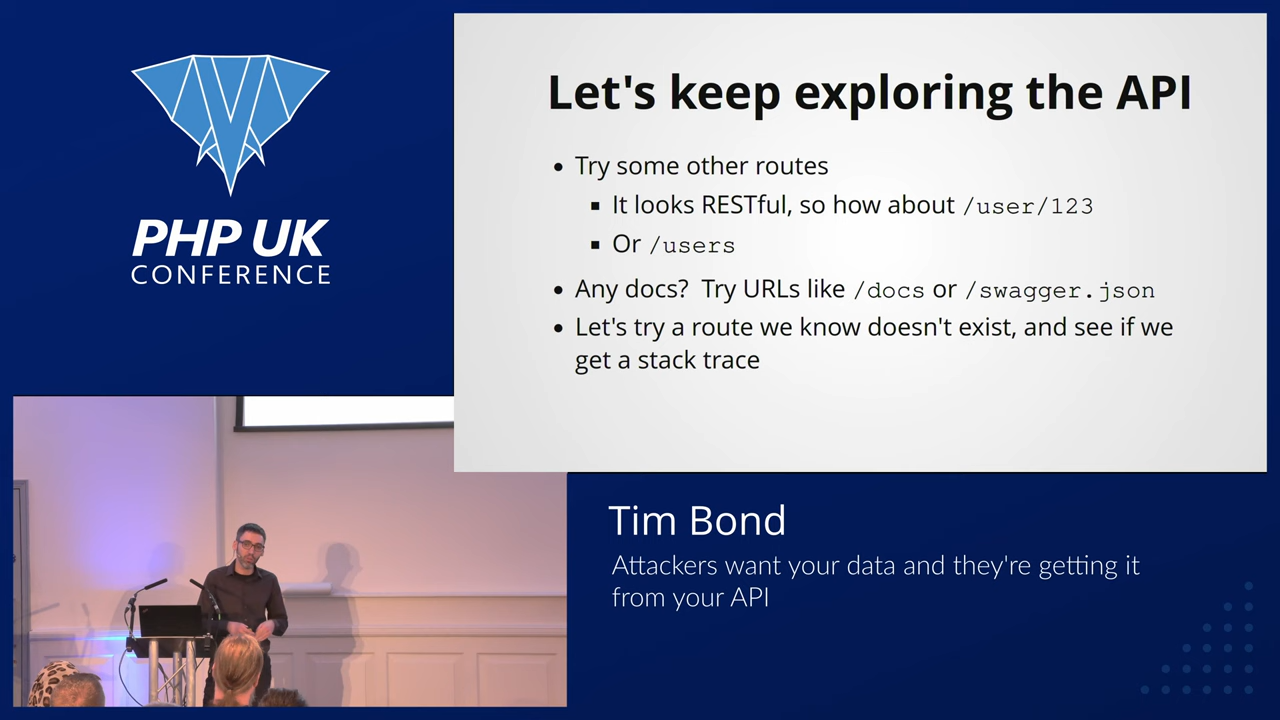 PHP UK
CONFERENCE
Let's keep exploring the API
• Try some other routes
▪ It looks RESTful, so how about /user/123
▪ Or /users
• Any docs? Try URLs like /docs or /swagger.json
• Let's try a route we know doesn't exist, and see if we
get a stack trace
Tim Bond
Attackers want your data and they're getting it
from your API